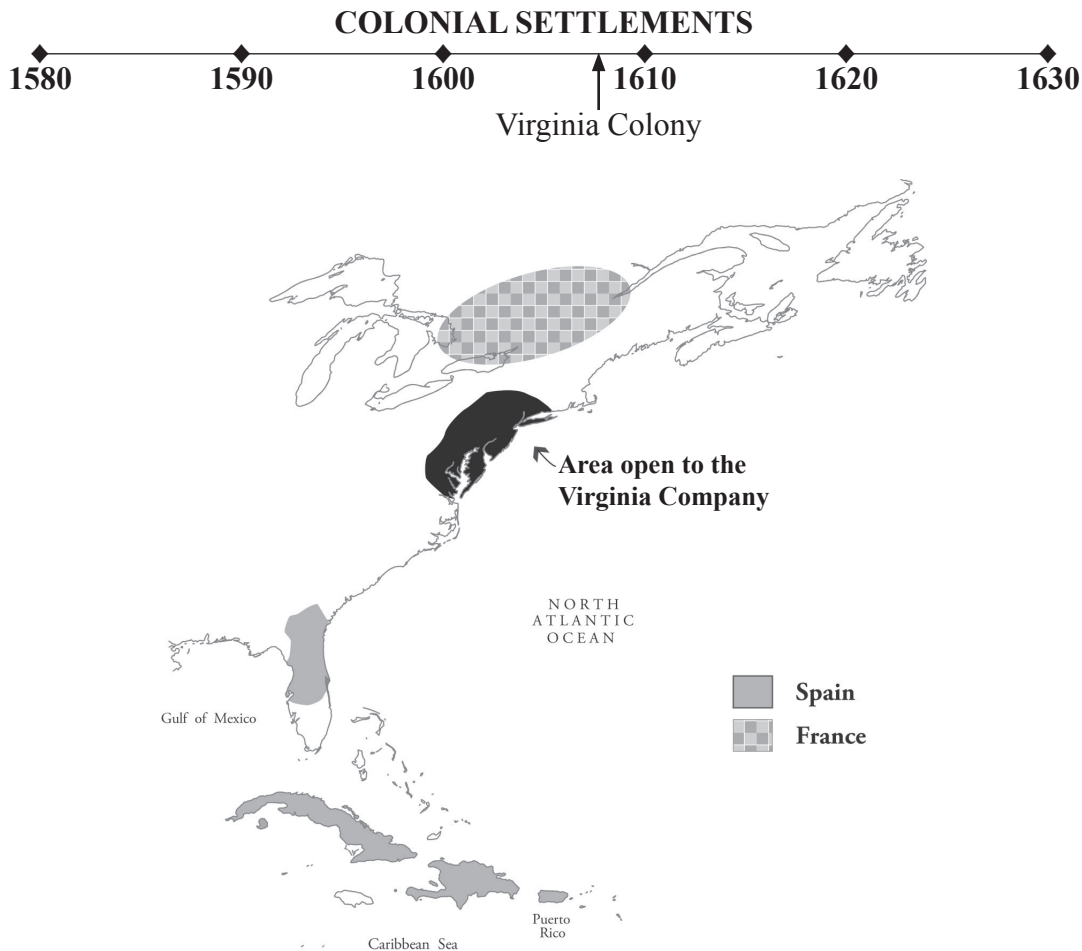 COLONIAL SETTLEMENTS
1580 1590 1600 1610 1620 1630
Virginia Colony
Area open to the
Virginia Company
NORTH
ATLANTIC
OCEAN
Spain
Gulf of Mexico
France
Puerto
Rico
Caribbean Sea